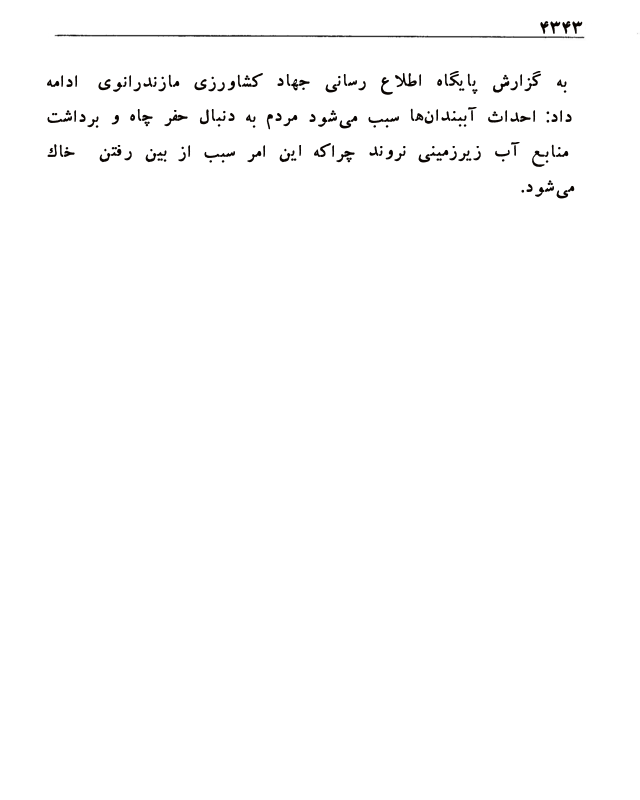 ۴۳۴۳
به گزارش پایگاه اطلاع رسانی جهاد کشاورزی مازندرانوی ادامه
داد: احداث آببندان‌ها سبب می‌شود مردم به دنبال حفر چاه و برداشت
منابع آب زیرزمینی نروند چراکه این امر سبب از بین رفتن خاك
می‌شود.